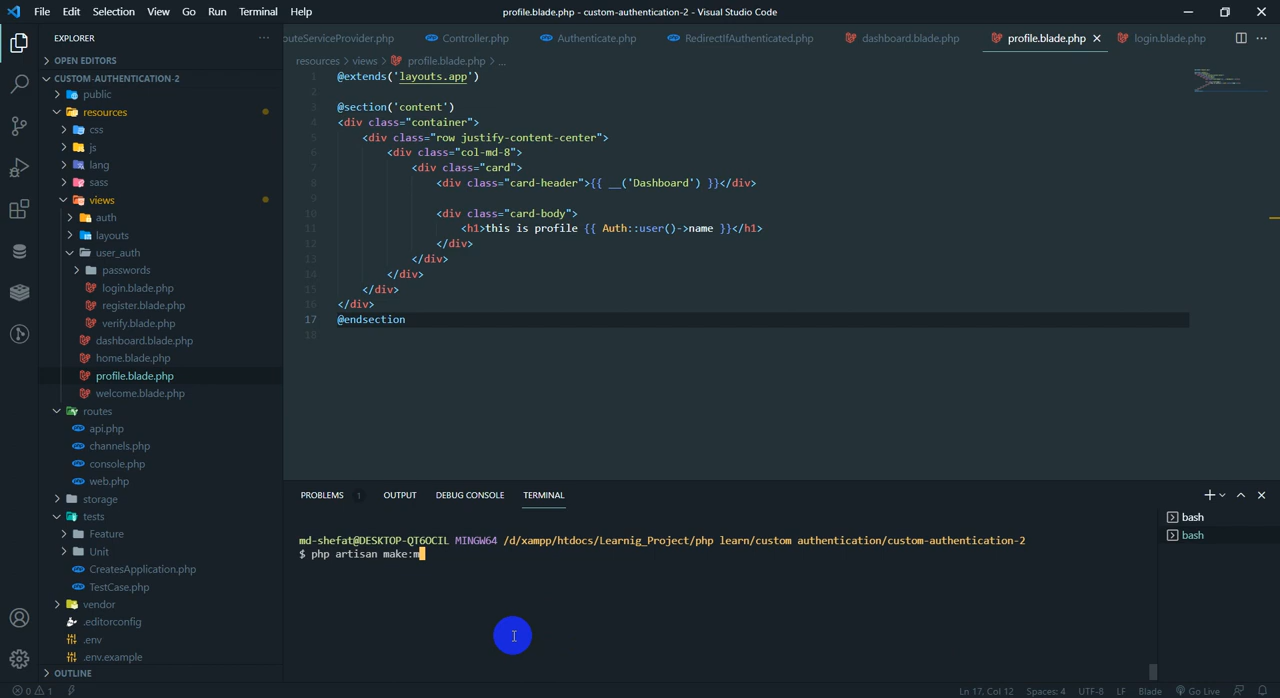 File Edit Selection View Go Run Terminal Help
profile.blade.php - custom-authentication-2 - Visual Studio Code
EXPLORER
OPEN EDITORS
CUSTOM-AUTHENTICATION-2
public
resources
css
js
lang
sass
views
auth
layouts
user_auth
passwords
login.blade.php
register.blade.php
verify.blade.php
dashboard.blade.php
home.blade.php
profile.blade.php
welcome.blade.php
routes
api.php
channels.php
console.php
web.php
storage
tests
Feature
Unit
CreatesApplication.php
TestCase.php
vendor
.editorconfig
.env
.env.example
OUTLINE
outeServiceProvider.php Controller.php Authenticate.php RedirectIfAuthenticated.php dashboard.blade.php profile.blade.php login.blade.php
resources > views > profile.blade.php > ...
1 @extends('layouts.app')
2
3 @section('content')
4 <div class="container">
5 <div class="row justify-content-center">
6 <div class="col-md-8">
7 <div class="card">
8 <div class="card-header">{{ __('Dashboard') }}</div>
9
10 <div class="card-body">
11 <h1>this is profile {{ Auth::user()->name }}</h1>
12 </div>
13 </div>
14 </div>
15 </div>
16 </div>
17 @endsection
18
PROBLEMS 1 OUTPUT DEBUG CONSOLE TERMINAL
md-shefat@DESKTOP-QT6OCIL MINGW64 /d/xampp/htdocs/Learnig_Project/php learn/custom authentication/custom-authentication-2
$ php artisan make:m
bash
bash
0 1
Ln 17, Col 12 Spaces: 4 UTF-8 LF Blade Go Live